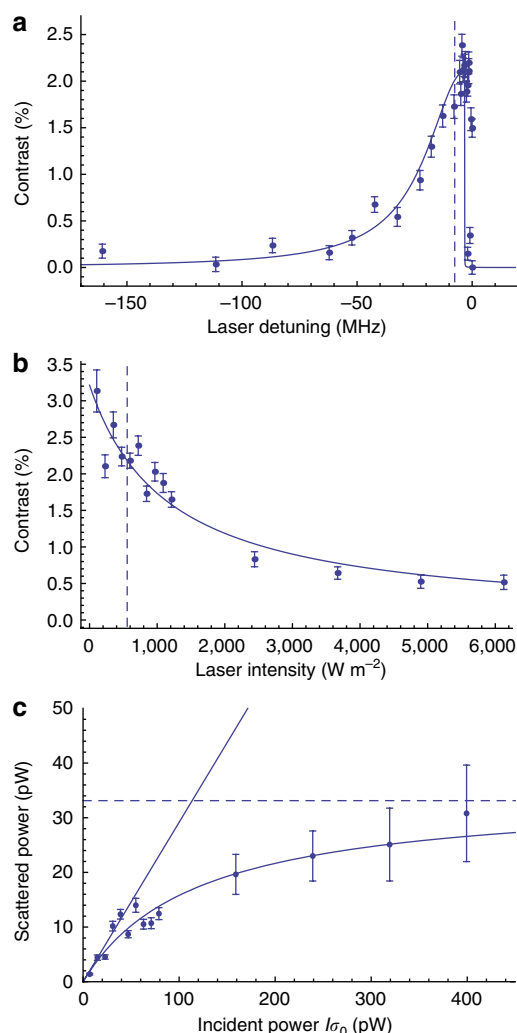 a
2.5
2.0
1.5
1.0
0.5
0.0
Contrast (%)
−150 −100 −50 0
Laser detuning (MHz)
b
3.5
3.0
2.5
2.0
1.5
1.0
0.5
0.0
Contrast (%)
0 1,000 2,000 3,000 4,000 5,000 6,000
Laser intensity (W m⁻²)
c
50
40
30
20
10
0
Scattered power (pW)
0 100 200 300 400
Incident power Iσ₀ (pW)